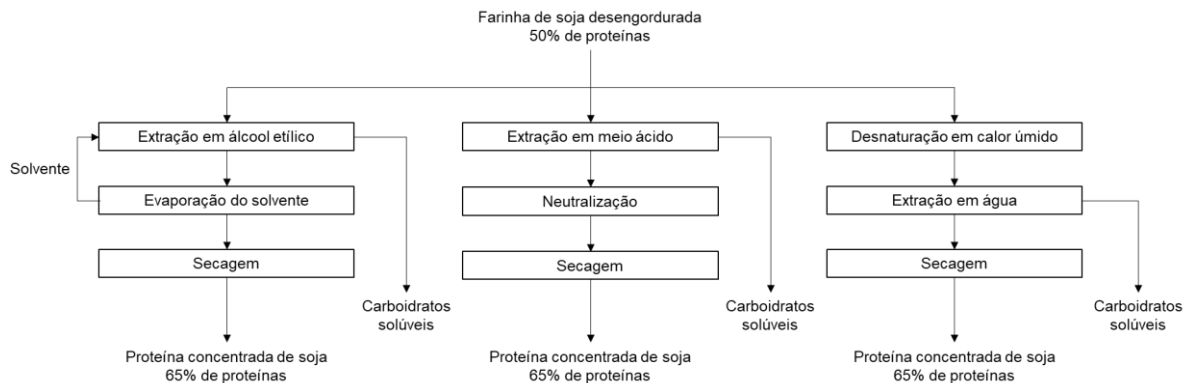 Farinha de soja desengordurada
50% de proteínas
Extração em álcool etílico
Extração em meio ácido
Desnaturação em calor úmido
Solvente
Evaporação do solvente
Neutralização
Extração em água
Secagem
Secagem
Secagem
Carboidratos
solúveis
Carboidratos
solúveis
Carboidratos
solúveis
Proteína concentrada de soja
65% de proteínas
Proteína concentrada de soja
65% de proteínas
Proteína concentrada de soja
65% de proteínas